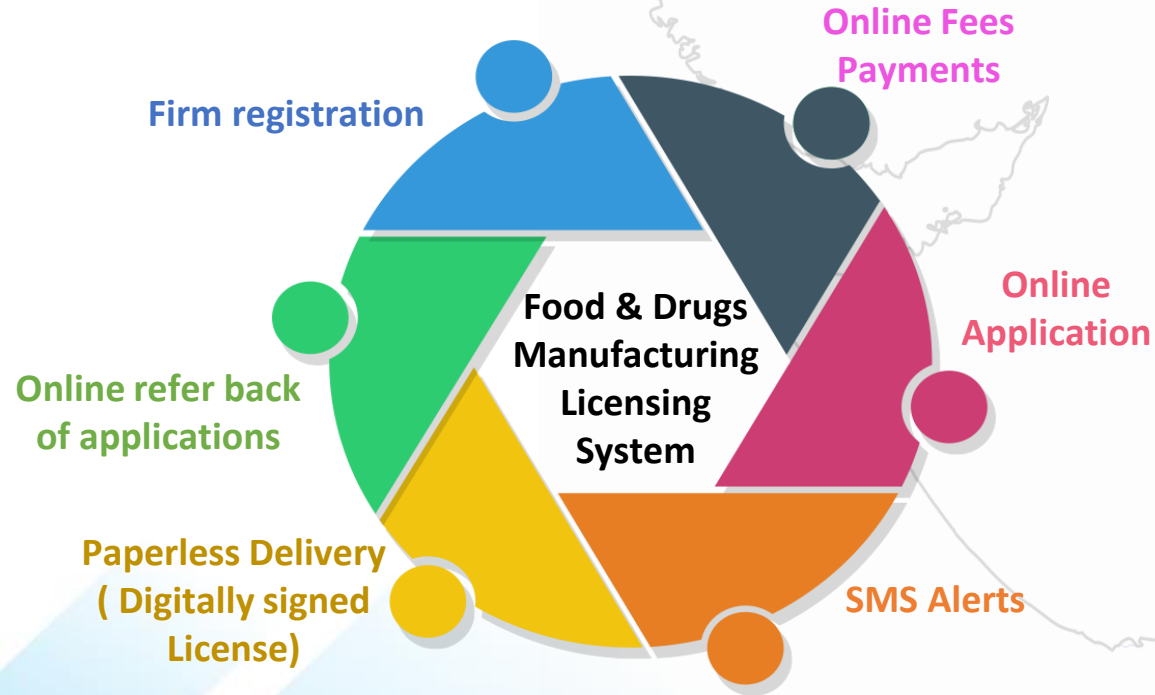 Online Fees
Payments
Firm registration
Online
Application
Food & Drugs
Manufacturing
Licensing
System
Online refer back
of applications
Paperless Delivery
( Digitally signed
License)
SMS Alerts